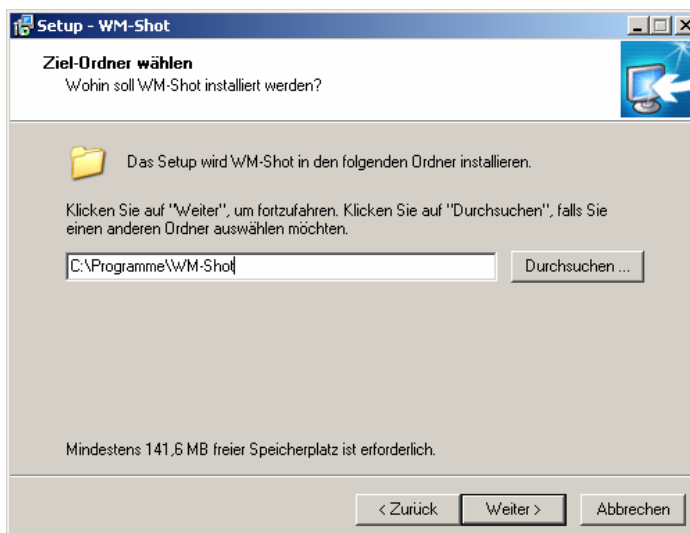 Setup - WM-Shot
Ziel-Ordner wählen
Wohin soll WM-Shot installiert werden?
Das Setup wird WM-Shot in den folgenden Ordner installieren.
Klicken Sie auf "Weiter", um fortzufahren. Klicken Sie auf "Durchsuchen", falls Sie
einen anderen Ordner auswählen möchten.
C:\Programme\WM-Shot
Durchsuchen ...
Mindestens 141,6 MB freier Speicherplatz ist erforderlich.
< Zurück
Weiter >
Abbrechen